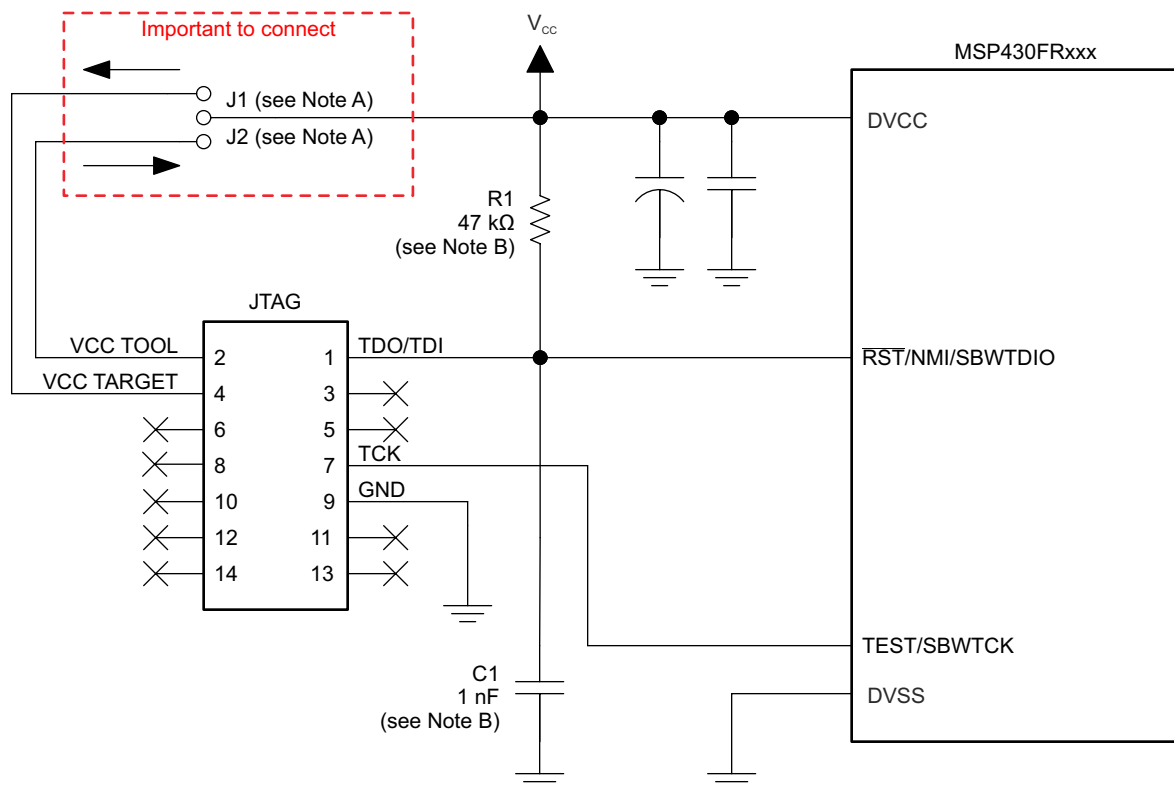 Important to connect
V_CC
MSP430FRxxx
J1 (see Note A)
J2 (see Note A)
DVCC
R1
47 kΩ
(see Note B)
JTAG
VCC TOOL
2
1
TDO/TDI
R̅S̅T̅/NMI/SBWTDIO
VCC TARGET
4
3
6
5
8
7
TCK
10
9
GND
12
11
14
13
TEST/SBWTCK
C1
1 nF
(see Note B)
DVSS